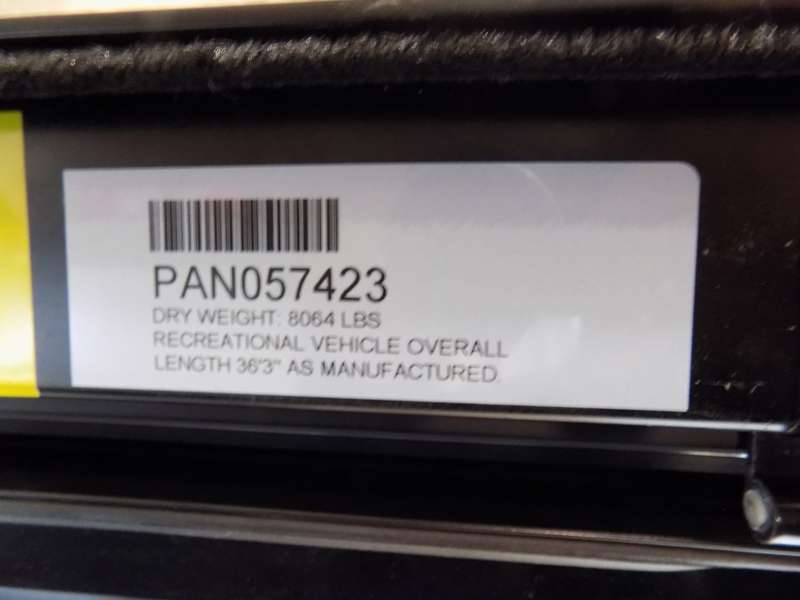 PAN057423
DRY WEIGHT: 8064 LBS
RECREATIONAL VEHICLE OVERALL
LENGTH 36'3" AS MANUFACTURED.